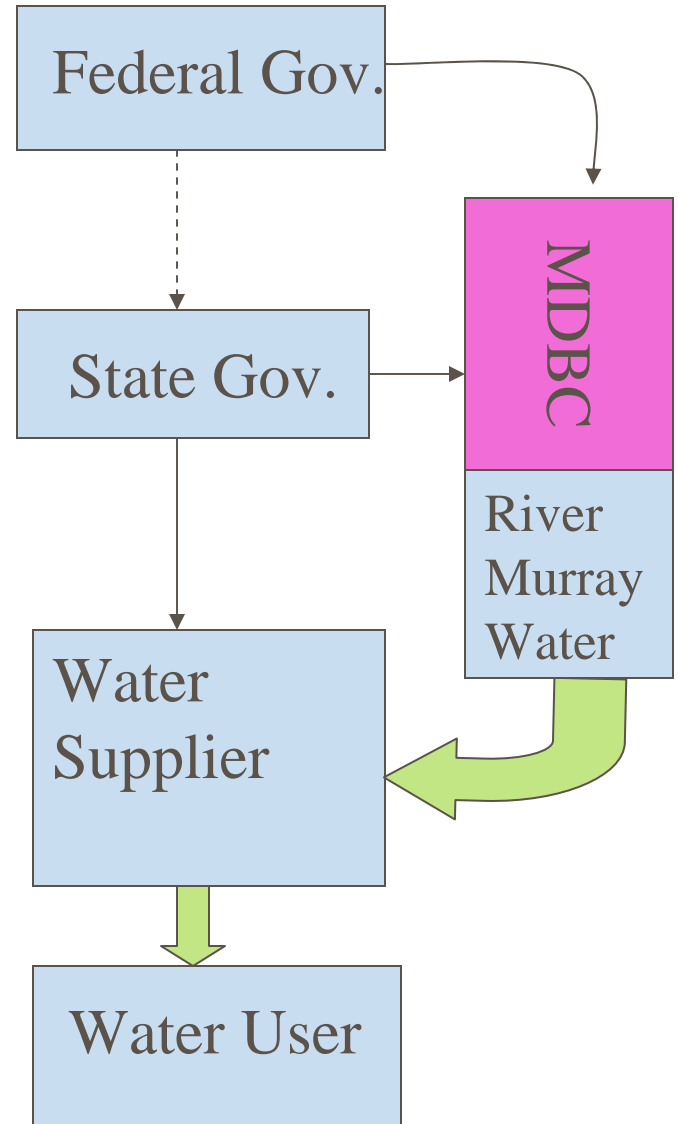 Federal Gov.
MDBC
State Gov.
River
Murray
Water
Water
Supplier
Water User